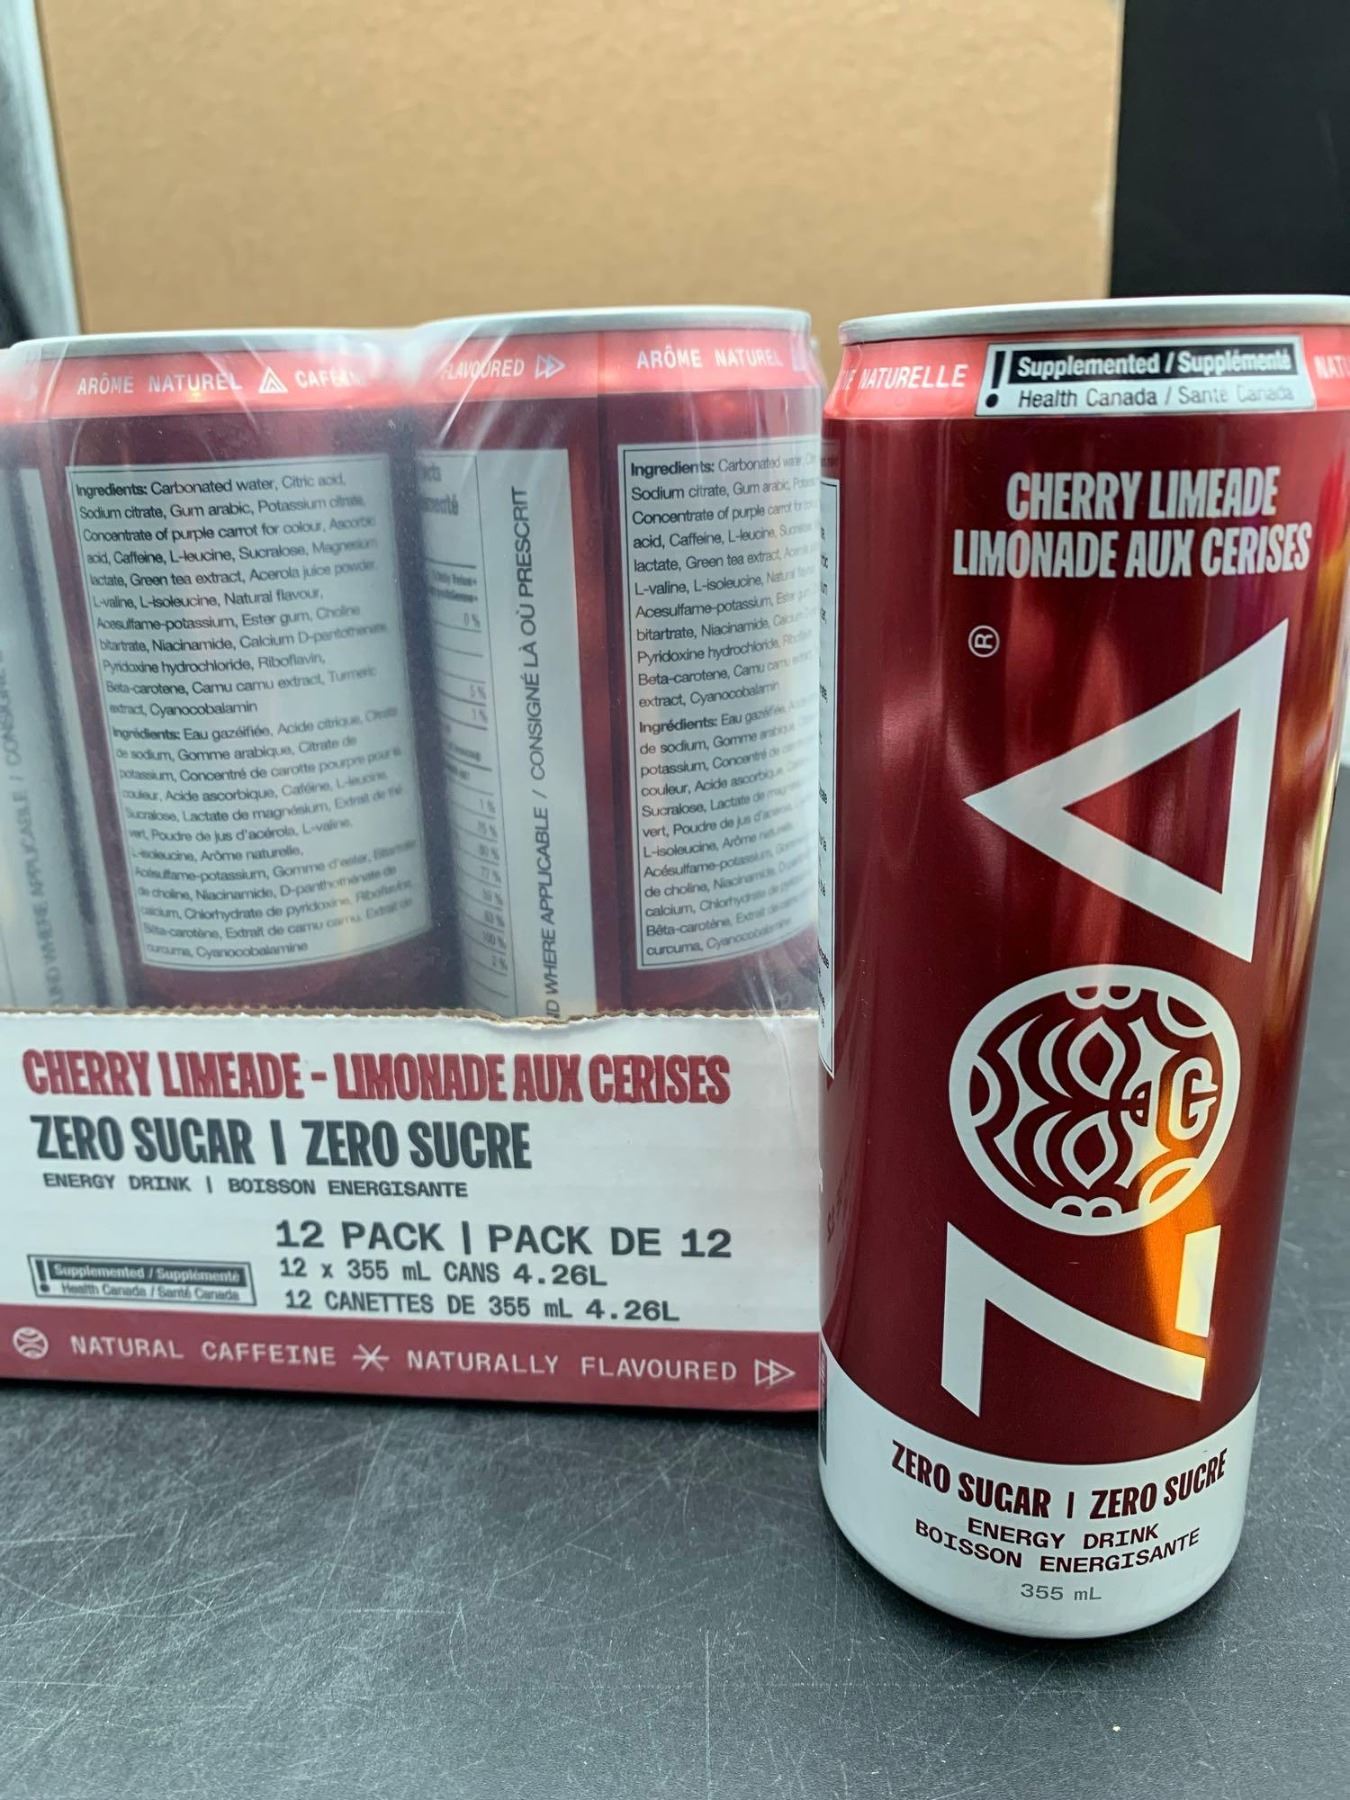 ARÔME NATUREL
FLAVOURED
ARÔME NATUREL
Ingredients: Carbonated water, Citric acid,
Sodium citrate, Gum arabic, Potassium citrate,
Concentrate of purple carrot for colour, Ascorbic
acid, Caffeine, L-leucine, Sucralose, Magnesium
lactate, Green tea extract, Acerola juice powder,
L-valine, L-isoleucine, Natural flavour,
Acesulfame-potassium, Ester gum, Choline
bitartrate, Niacinamide, Calcium D-pantothenate
Pyridoxine hydrochloride, Riboflavin,
Beta-carotene, Camu camu extract, Turmeric
extract, Cyanocobalamin
Ingrédients: Eau gazéifiée, Acide citrique, Citrate
de sodium, Gomme arabique, Citrate de
potassium, Concentré de carotte pourpre pour la
couleur, Acide ascorbique, Caféine, L-leucine,
Sucralose, Lactate de magnésium, Extrait de thé
vert, Poudre de jus d'acérola, L-valine,
L-isoleucine, Arôme naturelle,
Acésulfame-potassium, Gomme d'ester, Bitartrate
de choline, Niacinamide, D-panthothénate de
calcium, Chlorhydrate de pyridoxine, Riboflavine,
Bêta-carotène, Extrait de camu camu, Extrait de
curcuma, Cyanocobalamine
WHERE APPLICABLE / CONSIGNÉ LÀ OÙ PRESCRIT
Ingredients: Carbonated water,
Sodium citrate, Gum arabic,
Concentrate of purple carrot for
acid, Caffeine, L-leucine,
lactate, Green tea extract,
L-valine, L-isoleucine, Natural
Acesulfame-potassium, Ester gum,
bitartrate, Niacinamide,
Pyridoxine hydrochloride,
Beta-carotene, Camu camu
extract, Cyanocobalamin
Ingrédients: Eau gazéifiée,
de sodium, Gomme arabique,
potassium, Concentré de
couleur, Acide ascorbique,
Sucralose, Lactate de
vert, Poudre de jus d'acérola,
L-isoleucine, Arôme naturelle,
Acésulfame-potassium,
de choline, Niacinamide,
calcium, Chlorhydrate de
Bêta-carotène, Extrait de
curcuma, Cyanocobalamine
CHERRY LIMEADE - LIMONADE AUX CERISES
ZERO SUGAR | ZERO SUCRE
ENERGY DRINK | BOISSON ENERGISANTE
12 PACK | PACK DE 12
12 x 355 mL CANS 4.26L
12 CANETTES DE 355 mL 4.26L
! Supplemented / Supplémenté
Health Canada / Santé Canada
NATURAL CAFFEINE NATURALLY FLAVOURED
NATURELLE
! Supplemented / Supplémenté
Health Canada / Santé Canada
CHERRY LIMEADE
LIMONADE AUX CERISES
ZOA®
G
ZERO SUGAR | ZERO SUCRE
ENERGY DRINK
BOISSON ENERGISANTE
355 mL